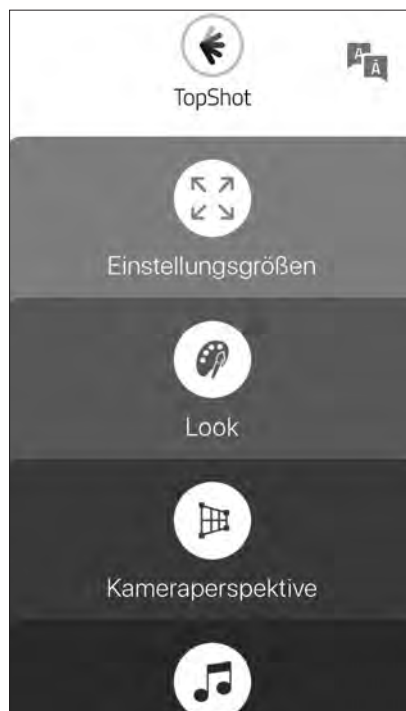 TopShot
A
Ä
Einstellungsgrößen
Look
Kameraperspektive